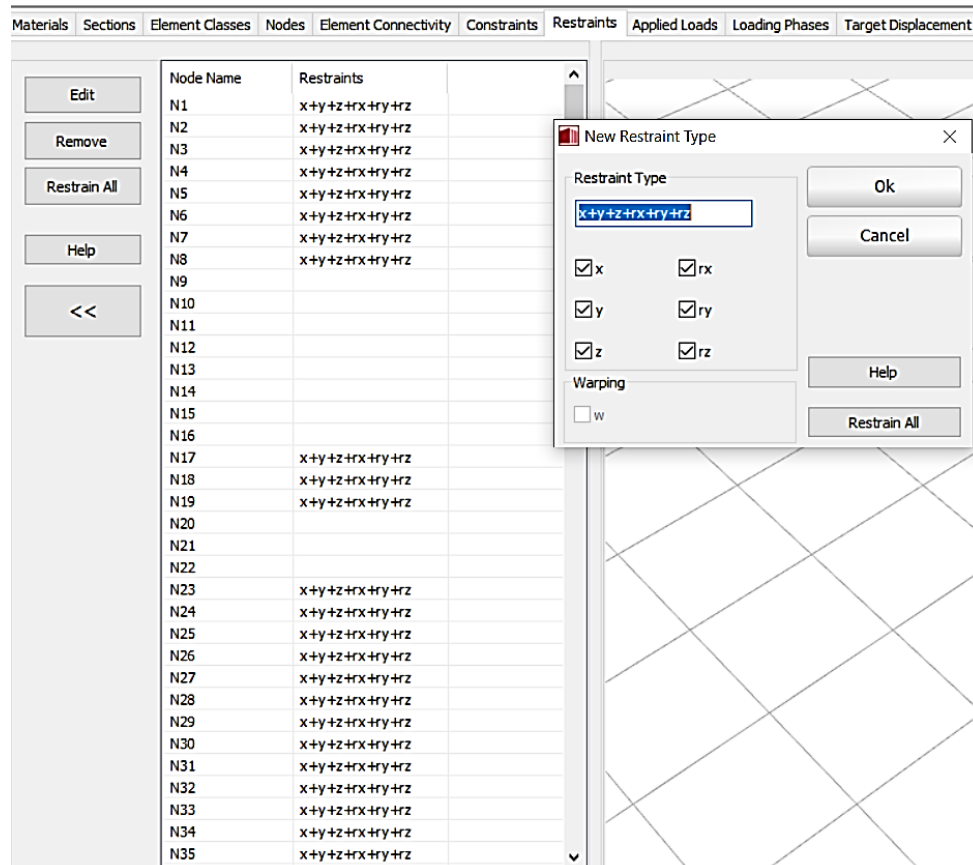 Materials Sections Element Classes Nodes Element Connectivity Constraints Restraints Applied Loads Loading Phases Target Displacement
Edit
Remove
Restrain All
Help
<<
Node Name Restraints
N1 x+y+z+rx+ry+rz
N2 x+y+z+rx+ry+rz
N3 x+y+z+rx+ry+rz
N4 x+y+z+rx+ry+rz
N5 x+y+z+rx+ry+rz
N6 x+y+z+rx+ry+rz
N7 x+y+z+rx+ry+rz
N8 x+y+z+rx+ry+rz
N9
N10
N11
N12
N13
N14
N15
N16
N17 x+y+z+rx+ry+rz
N18 x+y+z+rx+ry+rz
N19 x+y+z+rx+ry+rz
N20
N21
N22
N23 x+y+z+rx+ry+rz
N24 x+y+z+rx+ry+rz
N25 x+y+z+rx+ry+rz
N26 x+y+z+rx+ry+rz
N27 x+y+z+rx+ry+rz
N28 x+y+z+rx+ry+rz
N29 x+y+z+rx+ry+rz
N30 x+y+z+rx+ry+rz
N31 x+y+z+rx+ry+rz
N32 x+y+z+rx+ry+rz
N33 x+y+z+rx+ry+rz
N34 x+y+z+rx+ry+rz
N35 x+y+z+rx+ry+rz
New Restraint Type
Restraint Type
x+y+z+rx+ry+rz
x rx
y ry
z rz
Warping
w
Ok
Cancel
Help
Restrain All